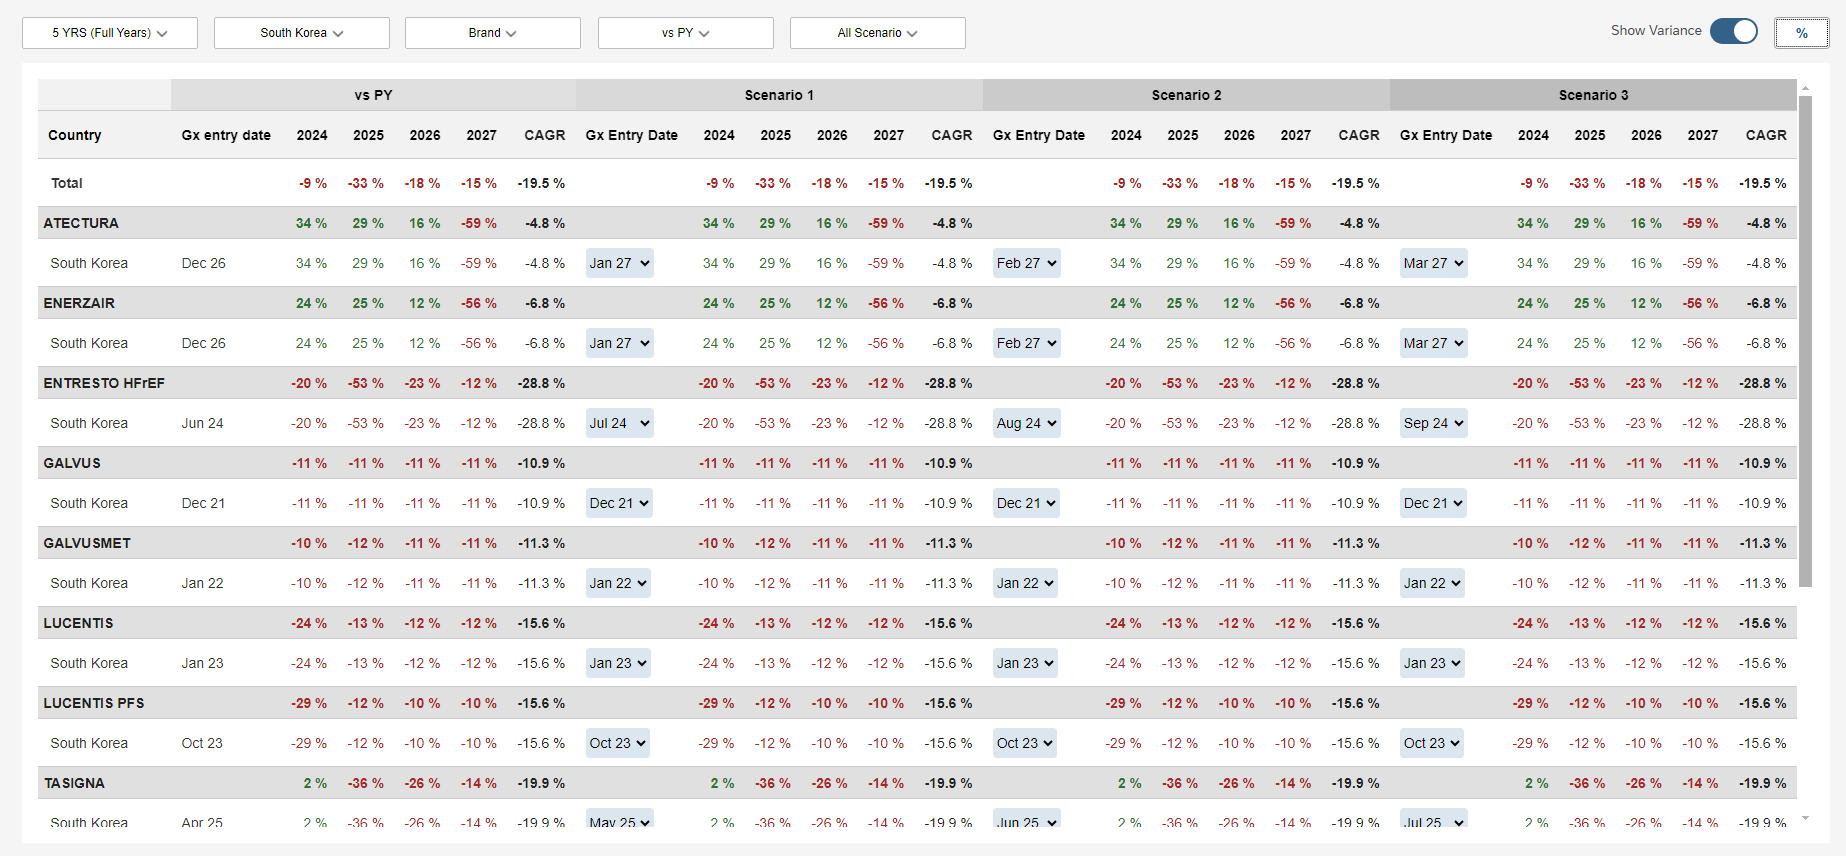 5 YRS (Full Years) South Korea Brand vs PY All Scenario Show Variance %
vs PY Scenario 1 Scenario 2 Scenario 3
Country Gx entry date 2024 2025 2026 2027 CAGR Gx Entry Date 2024 2025 2026 2027 CAGR Gx Entry Date 2024 2025 2026 2027 CAGR Gx Entry Date 2024 2025 2026 2027 CAGR
Total -9 % -33 % -18 % -15 % -19.5 % -9 % -33 % -18 % -15 % -19.5 % -9 % -33 % -18 % -15 % -19.5 % -9 % -33 % -18 % -15 % -19.5 %
ATECTURA 34 % 29 % 16 % -59 % -4.8 % 34 % 29 % 16 % -59 % -4.8 % 34 % 29 % 16 % -59 % -4.8 % 34 % 29 % 16 % -59 % -4.8 %
South Korea Dec 26 34 % 29 % 16 % -59 % -4.8 % Jan 27 34 % 29 % 16 % -59 % -4.8 % Feb 27 34 % 29 % 16 % -59 % -4.8 % Mar 27 34 % 29 % 16 % -59 % -4.8 %
ENERZAIR 24 % 25 % 12 % -56 % -6.8 % 24 % 25 % 12 % -56 % -6.8 % 24 % 25 % 12 % -56 % -6.8 % 24 % 25 % 12 % -56 % -6.8 %
South Korea Dec 26 24 % 25 % 12 % -56 % -6.8 % Jan 27 24 % 25 % 12 % -56 % -6.8 % Feb 27 24 % 25 % 12 % -56 % -6.8 % Mar 27 24 % 25 % 12 % -56 % -6.8 %
ENTRESTO HFrEF -20 % -53 % -23 % -12 % -28.8 % -20 % -53 % -23 % -12 % -28.8 % -20 % -53 % -23 % -12 % -28.8 % -20 % -53 % -23 % -12 % -28.8 %
South Korea Jun 24 -20 % -53 % -23 % -12 % -28.8 % Jul 24 -20 % -53 % -23 % -12 % -28.8 % Aug 24 -20 % -53 % -23 % -12 % -28.8 % Sep 24 -20 % -53 % -23 % -12 % -28.8 %
GALVUS -11 % -11 % -11 % -11 % -10.9 % -11 % -11 % -11 % -11 % -10.9 % -11 % -11 % -11 % -11 % -10.9 % -11 % -11 % -11 % -11 % -10.9 %
South Korea Dec 21 -11 % -11 % -11 % -11 % -10.9 % Dec 21 -11 % -11 % -11 % -11 % -10.9 % Dec 21 -11 % -11 % -11 % -11 % -10.9 % Dec 21 -11 % -11 % -11 % -11 % -10.9 %
GALVUSMET -10 % -12 % -11 % -11 % -11.3 % -10 % -12 % -11 % -11 % -11.3 % -10 % -12 % -11 % -11 % -11.3 % -10 % -12 % -11 % -11 % -11.3 %
South Korea Jan 22 -10 % -12 % -11 % -11 % -11.3 % Jan 22 -10 % -12 % -11 % -11 % -11.3 % Jan 22 -10 % -12 % -11 % -11 % -11.3 % Jan 22 -10 % -12 % -11 % -11 % -11.3 %
LUCENTIS -24 % -13 % -12 % -12 % -15.6 % -24 % -13 % -12 % -12 % -15.6 % -24 % -13 % -12 % -12 % -15.6 % -24 % -13 % -12 % -12 % -15.6 %
South Korea Jan 23 -24 % -13 % -12 % -12 % -15.6 % Jan 23 -24 % -13 % -12 % -12 % -15.6 % Jan 23 -24 % -13 % -12 % -12 % -15.6 % Jan 23 -24 % -13 % -12 % -12 % -15.6 %
LUCENTIS PFS -29 % -12 % -10 % -10 % -15.6 % -29 % -12 % -10 % -10 % -15.6 % -29 % -12 % -10 % -10 % -15.6 % -29 % -12 % -10 % -10 % -15.6 %
South Korea Oct 23 -29 % -12 % -10 % -10 % -15.6 % Oct 23 -29 % -12 % -10 % -10 % -15.6 % Oct 23 -29 % -12 % -10 % -10 % -15.6 % Oct 23 -29 % -12 % -10 % -10 % -15.6 %
TASIGNA 2 % -36 % -26 % -14 % -19.9 % 2 % -36 % -26 % -14 % -19.9 % 2 % -36 % -26 % -14 % -19.9 % 2 % -36 % -26 % -14 % -19.9 %
South Korea Apr 25 2 % -36 % -26 % -14 % -19.9 % May 25 2 % -36 % -26 % -14 % -19.9 % Jun 25 2 % -36 % -26 % -14 % -19.9 % Jul 25 2 % -36 % -26 % -14 % -19.9 %